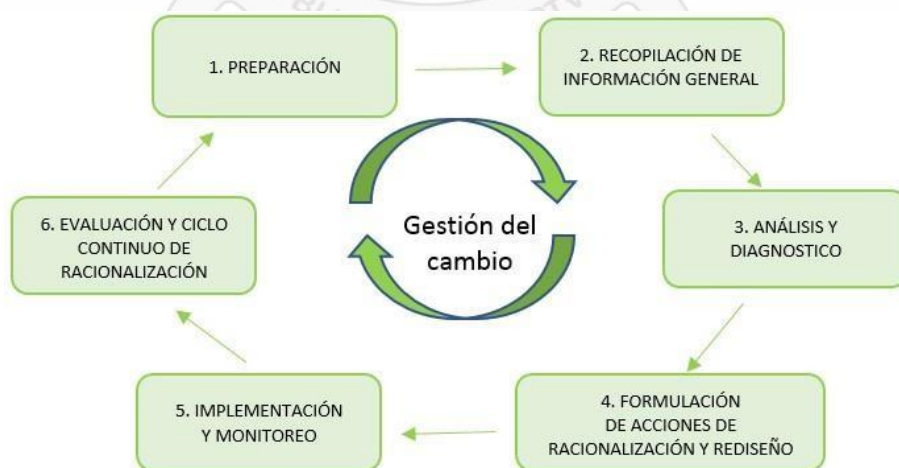 1. PREPARACIÓN
2. RECOPILACIÓN DE
INFORMACIÓN GENERAL
3. ANÁLISIS Y
DIAGNOSTICO
4. FORMULACIÓN
DE ACCIONES DE
RACIONALIZACIÓN Y REDISEÑO
5. IMPLEMENTACIÓN
Y MONITOREO
6. EVALUACIÓN Y CICLO
CONTINUO DE
RACIONALIZACIÓN
Gestión del
cambio